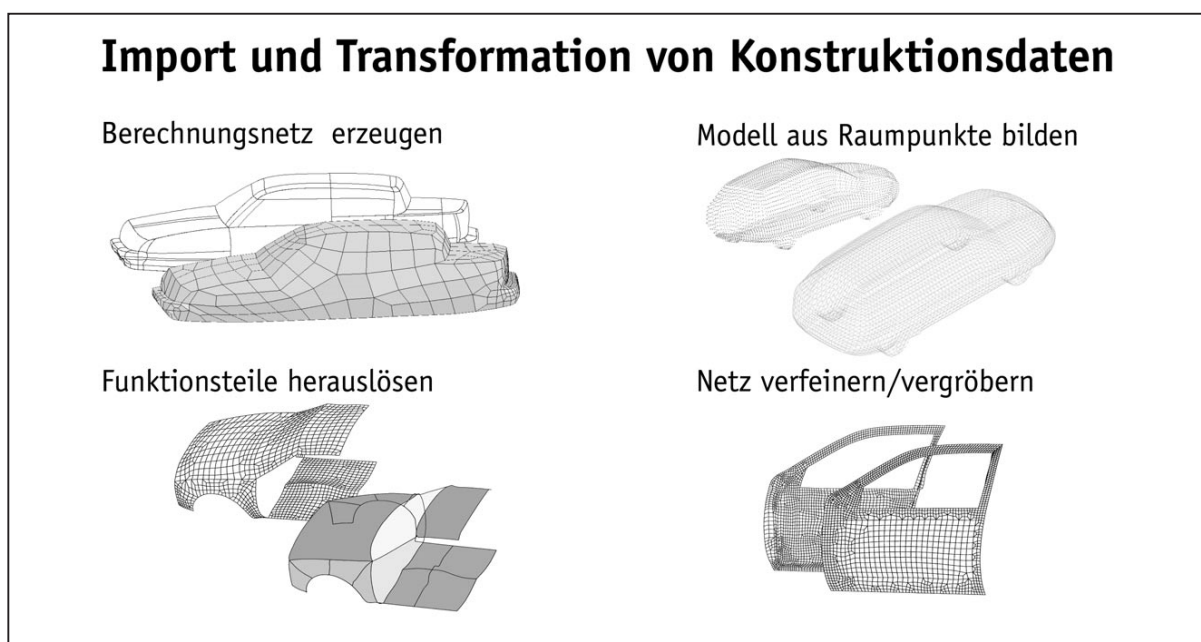 Import und Transformation von Konstruktionsdaten
Berechnungsnetz erzeugen
Modell aus Raumpunkte bilden
Funktionsteile herauslösen
Netz verfeinern/vergröbern